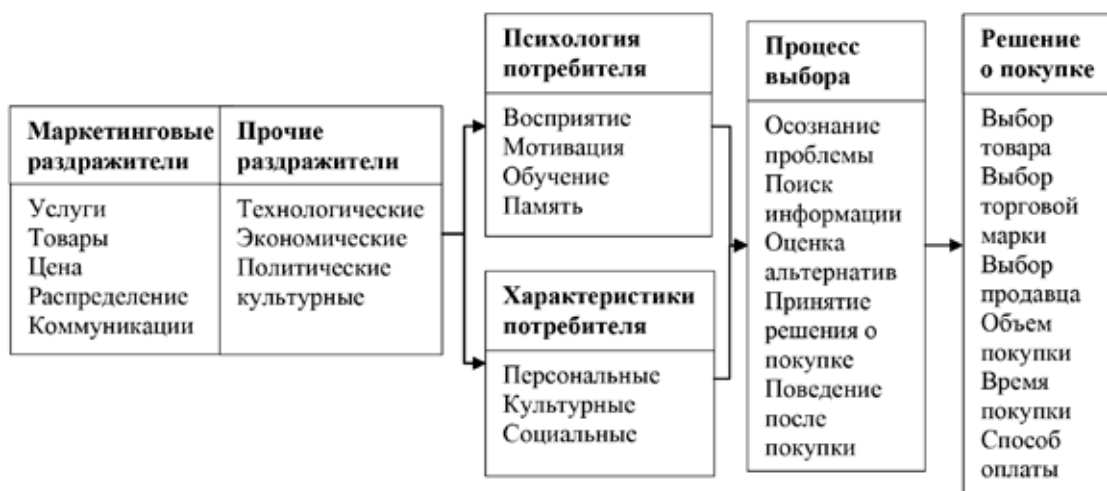 Маркетинговые
раздражители
Услуги
Товары
Цена
Распределение
Коммуникации
Прочие
раздражители
Технологические
Экономические
Политические
культурные
Психология
потребителя
Восприятие
Мотивация
Обучение
Память
Характеристики
потребителя
Персональные
Культурные
Социальные
Процесс
выбора
Осознание
проблемы
Поиск
информации
Оценка
альтернатив
Принятие
решения о
покупке
Поведение
после
покупки
Решение
о покупке
Выбор
товара
Выбор
торговой
марки
Выбор
продавца
Объем
покупки
Время
покупки
Способ
оплаты